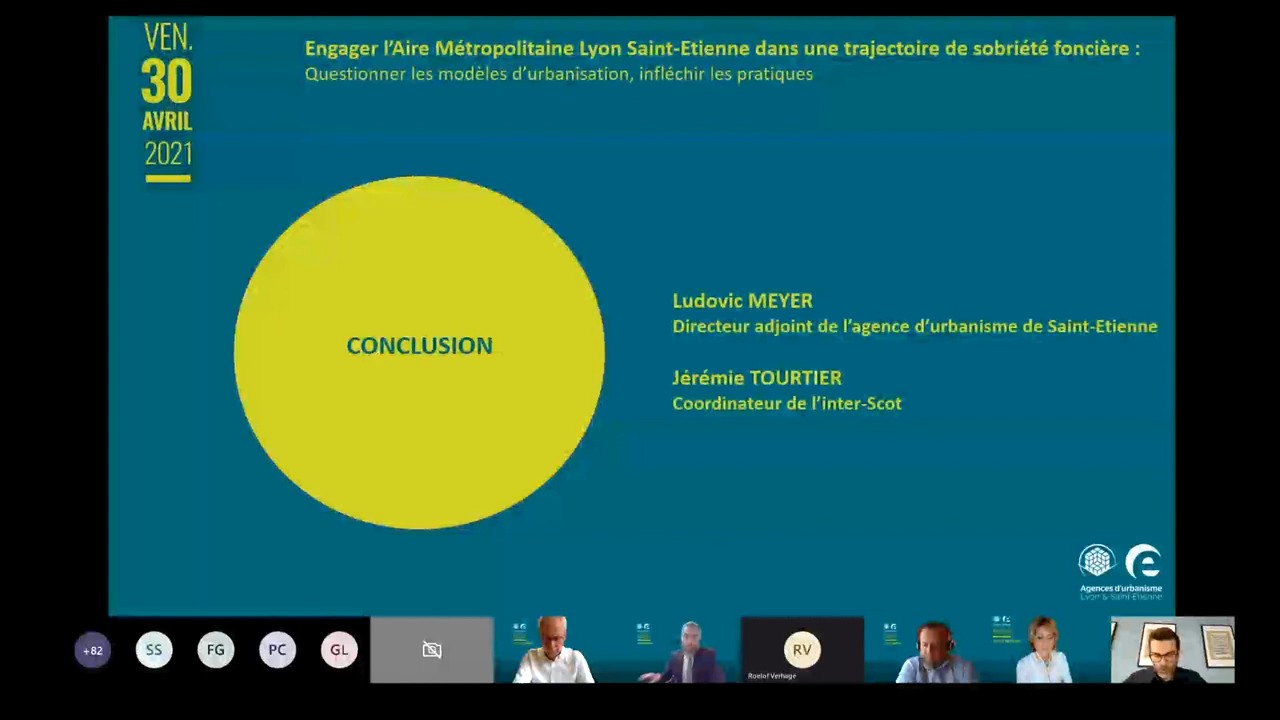 VEN.
30
AVRIL
2021
Engager l'Aire Métropolitaine Lyon Saint-Etienne dans une trajectoire de sobriété foncière :
Questionner les modèles d'urbanisation, infléchir les pratiques
CONCLUSION
Ludovic MEYER
Directeur adjoint de l'agence d'urbanisme de Saint-Etienne
Jérémie TOURTIER
Coordinateur de l'inter-Scot
Agences d'urbanisme
Lyon & Saint-Etienne
+82
SS
FG
PC
GL
RV
Roelof Verhage